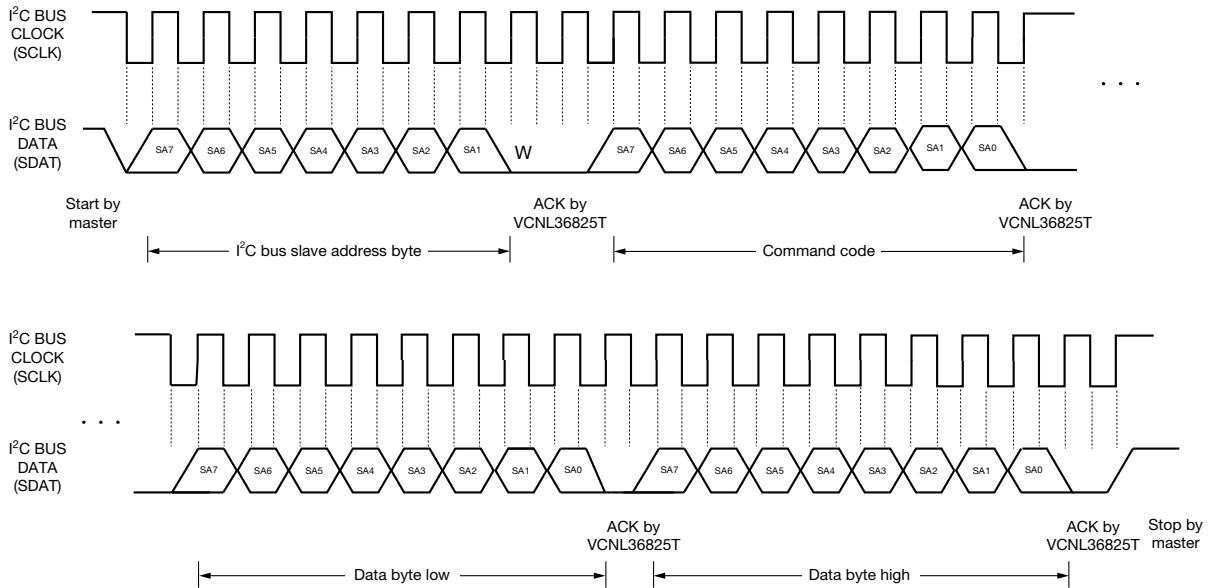 I²C BUS
CLOCK
(SCLK)
. . .
I²C BUS
DATA
(SDAT)
SA7 SA6 SA5 SA4 SA3 SA2 SA1 W SA7 SA6 SA5 SA4 SA3 SA2 SA1 SA0
Start by
master
ACK by
VCNL36825T
ACK by
VCNL36825T
I²C bus slave address byte
Command code
I²C BUS
CLOCK
(SCLK)
. . .
I²C BUS
DATA
(SDAT)
SA7 SA6 SA5 SA4 SA3 SA2 SA1 SA0 SA7 SA6 SA5 SA4 SA3 SA2 SA1 SA0
ACK by
VCNL36825T
ACK by
VCNL36825T
Stop by
master
Data byte low
Data byte high